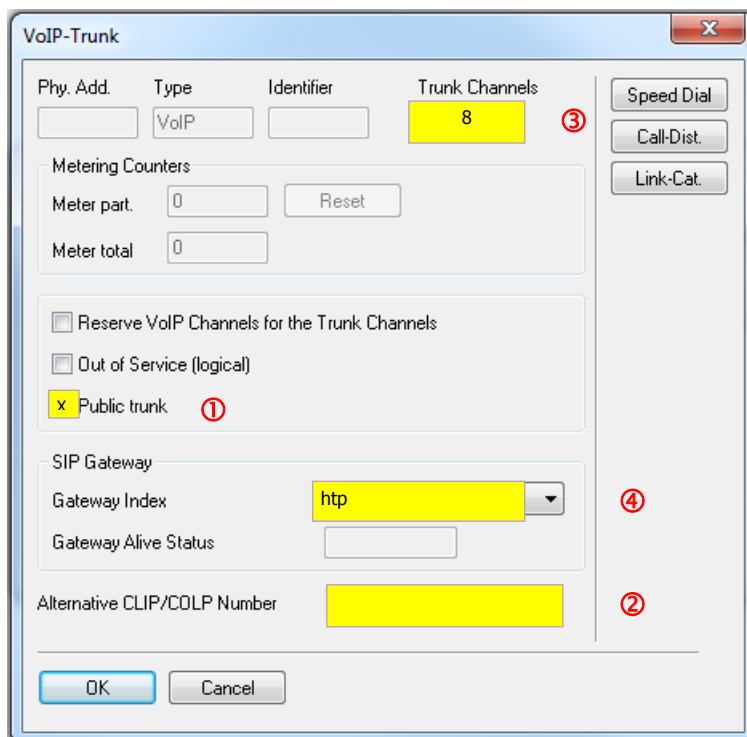 VoIP-Trunk
x
Phy. Add. Type Identifier Trunk Channels
VoIP 8 ③
Speed Dial
Call-Dist.
Link-Cat.
Metering Counters
Meter part. 0 Reset
Meter total 0
Reserve VoIP Channels for the Trunk Channels
Out of Service (logical)
x Public trunk ①
SIP Gateway
Gateway Index htp ④
Gateway Alive Status
Alternative CLIP/COLP Number ②
OK Cancel